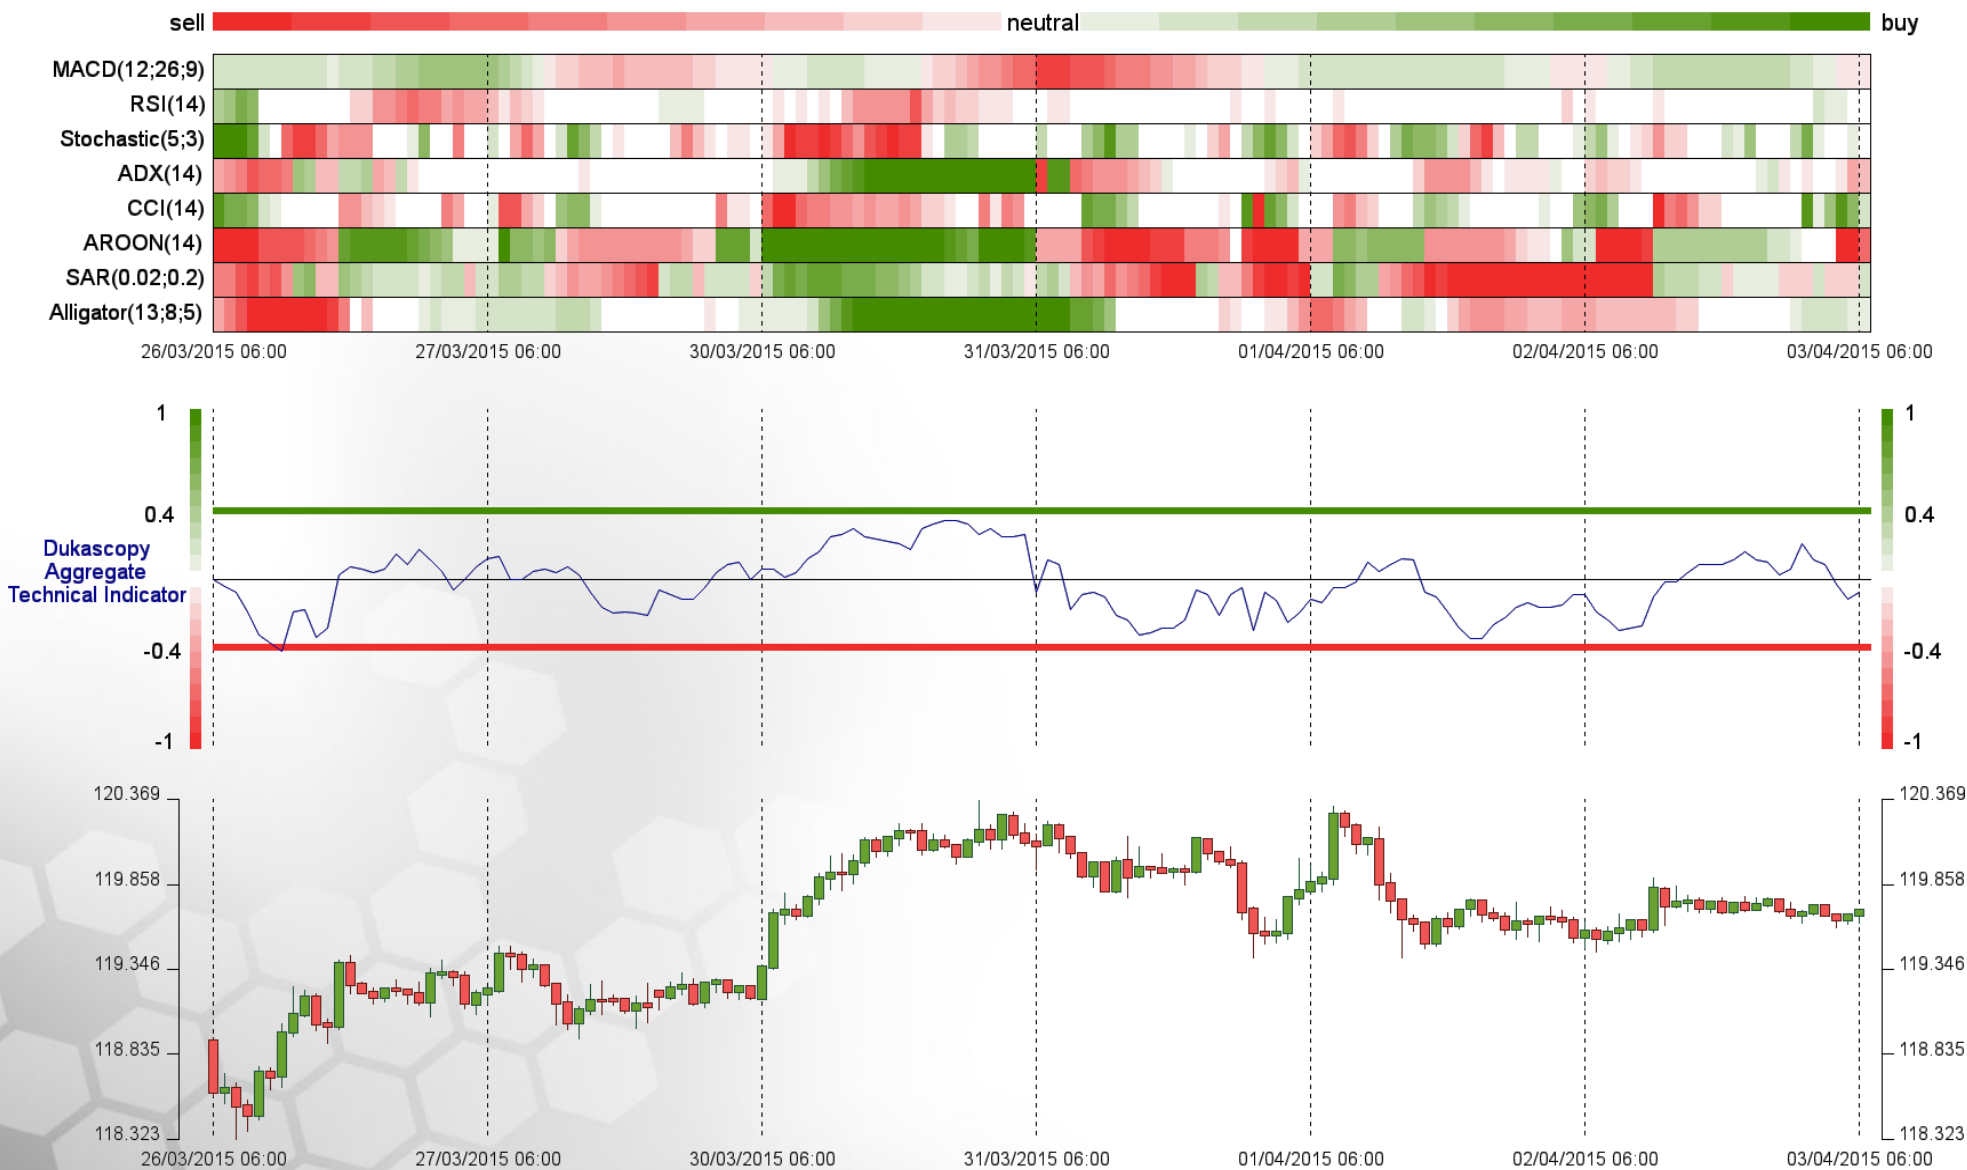 sell neutral buy
MACD(12;26;9)
RSI(14)
Stochastic(5;3)
ADX(14)
CCI(14)
AROON(14)
SAR(0.02;0.2)
Alligator(13;8;5)
26/03/2015 06:00 27/03/2015 06:00 30/03/2015 06:00 31/03/2015 06:00 01/04/2015 06:00 02/04/2015 06:00 03/04/2015 06:00
1 1
0.4 0.4
Dukascopy
Aggregate
Technical Indicator
-0.4 -0.4
-1 -1
120.369 120.369
119.858 119.858
119.346 119.346
118.835 118.835
118.323 118.323
26/03/2015 06:00 27/03/2015 06:00 30/03/2015 06:00 31/03/2015 06:00 01/04/2015 06:00 02/04/2015 06:00 03/04/2015 06:00